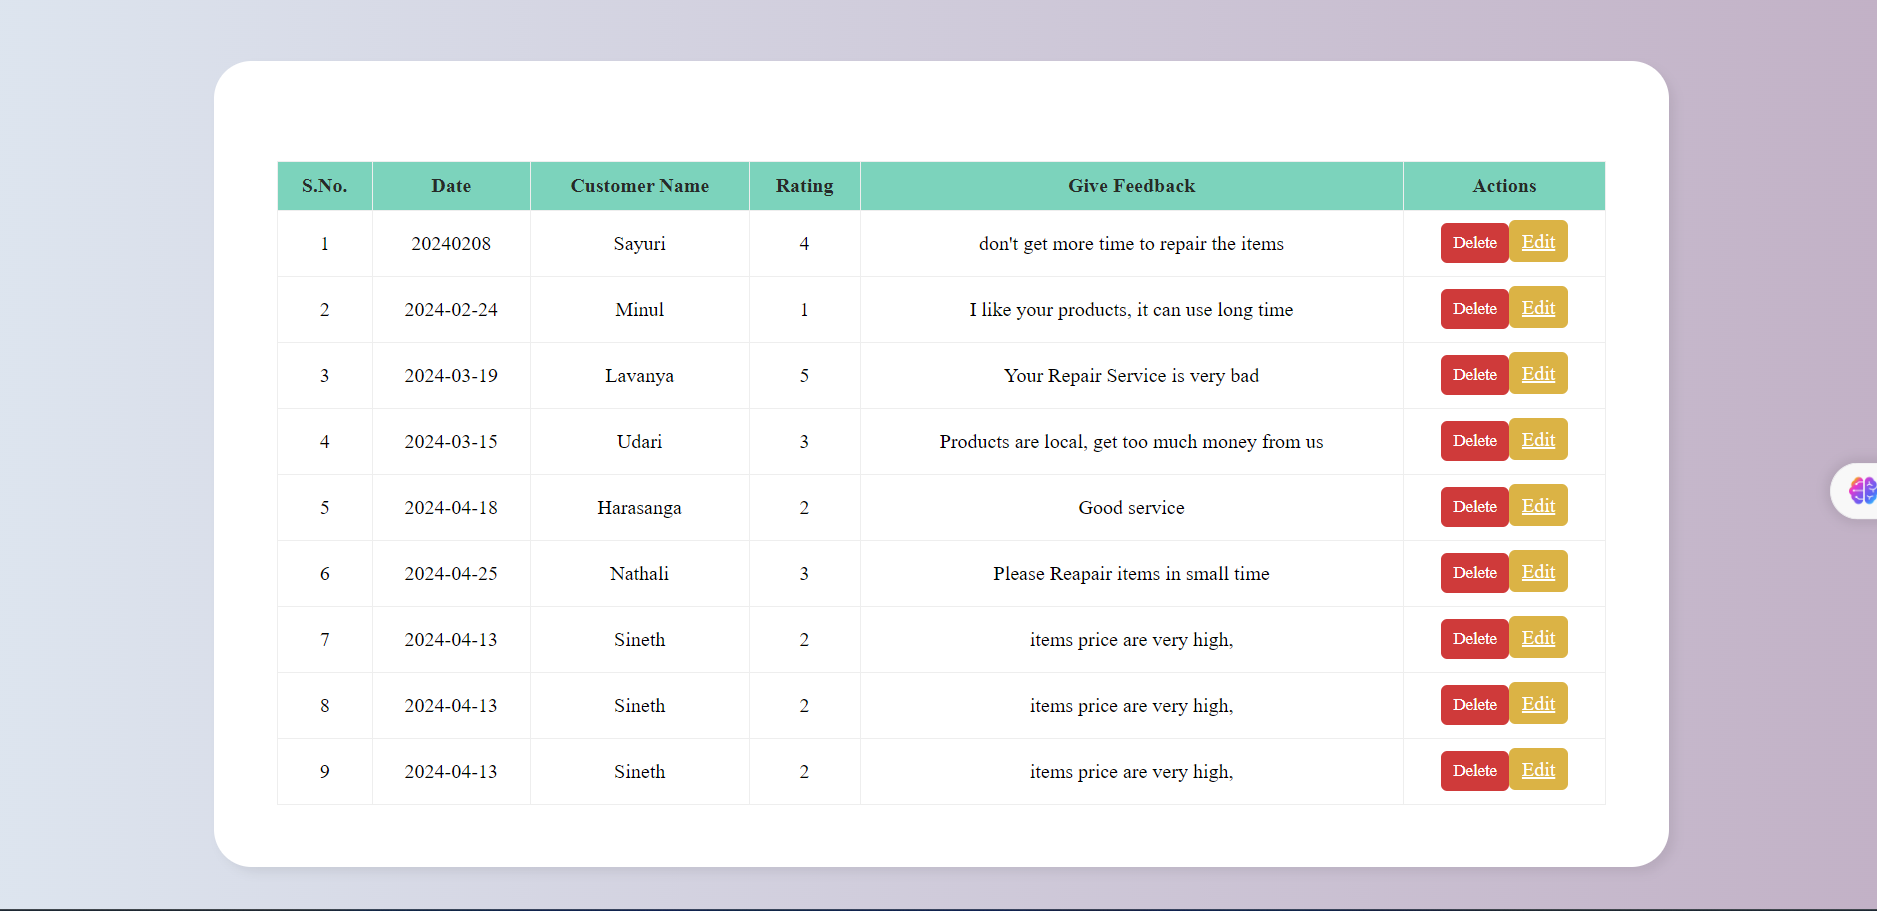 S.No. Date Customer Name Rating Give Feedback Actions
1 20240208 Sayuri 4 don't get more time to repair the items Delete Edit
2 2024-02-24 Minul 1 I like your products, it can use long time Delete Edit
3 2024-03-19 Lavanya 5 Your Repair Service is very bad Delete Edit
4 2024-03-15 Udari 3 Products are local, get too much money from us Delete Edit
5 2024-04-18 Harasanga 2 Good service Delete Edit
6 2024-04-25 Nathali 3 Please Reapair items in small time Delete Edit
7 2024-04-13 Sineth 2 items price are very high, Delete Edit
8 2024-04-13 Sineth 2 items price are very high, Delete Edit
9 2024-04-13 Sineth 2 items price are very high, Delete Edit